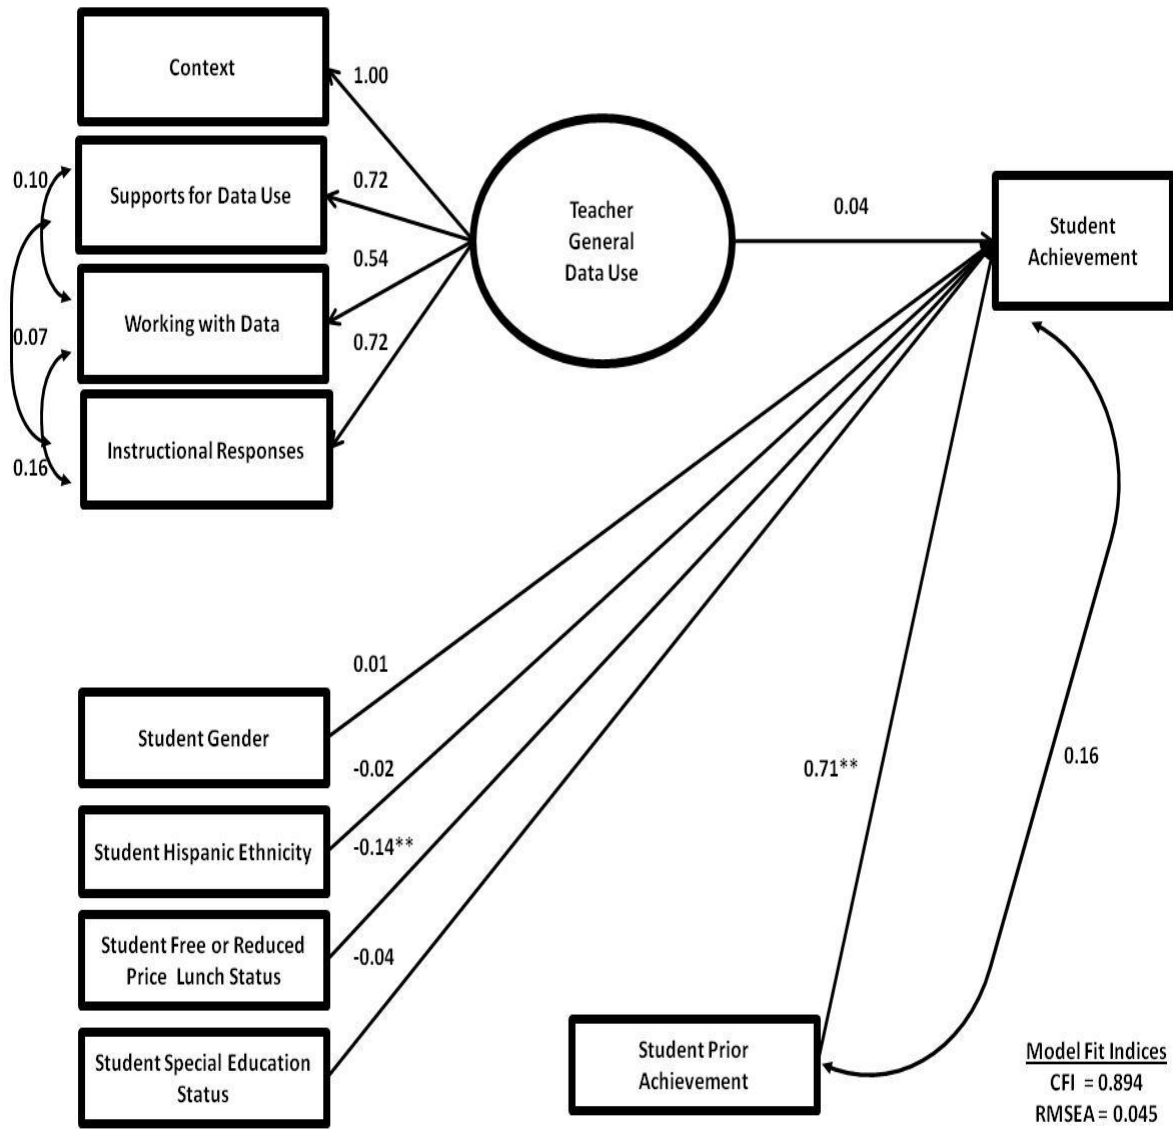 Context
1.00
0.10
Supports for Data Use
0.72
Teacher
General
Data Use
0.04
Student
Achievement
0.54
Working with Data
0.07
0.72
Instructional Responses
0.16
0.01
Student Gender
-0.02
0.71**
0.16
Student Hispanic Ethnicity
-0.14**
Student Free or Reduced
Price Lunch Status
-0.04
Student Special Education
Status
Student Prior
Achievement
Model Fit Indices
CFI = 0.894
RMSEA = 0.045